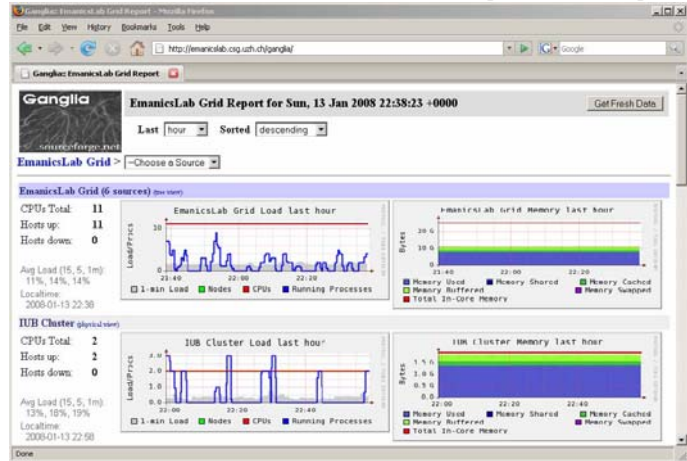 Ganglia: EmanicsLab Grid Report - Mozilla Firefox
File Edit View History Bookmarks Tools Help
http://emanicslab.csg.uzh.ch/ganglia/
Google
Ganglia: EmanicsLab Grid Report
Ganglia
sourceforge.net
EmanicsLab Grid Report for Sun, 13 Jan 2008 22:38:23 +0000
Get Fresh Data
Last hour Sorted descending
EmanicsLab Grid > --Choose a Source
EmanicsLab Grid (6 sources) (tree view)
CPUs Total: 11
Hosts up: 11
Hosts down: 0
Avg Load (15, 5, 1m):
11%, 14%, 14%
Localtime:
2008-01-13 22:38
EmanicsLab Grid Load last hour
Load/Procs
20
10
0
21:40 22:00 22:20
1-min Load Nodes CPUs Running Processes
EmanicsLab Grid Memory last hour
Bytes
20 G
10 G
0
21:40 22:00 22:20
Memory Used Memory Shared Memory Cached
Memory Buffered Memory Swapped
Total In-Core Memory
IUB Cluster (physical view)
CPUs Total: 2
Hosts up: 2
Hosts down: 0
Avg Load (15, 5, 1m):
13%, 18%, 19%
Localtime:
2008-01-13 22:58
IUB Cluster Load last hour
Load/Procs
3.0
2.0
1.0
0.0
22:00 22:20 22:40
1-min Load Nodes CPUs Running Processes
IUB Cluster Memory last hour
Bytes
1.5 G
1.0 G
0.5 G
0.0
22:00 22:20 22:40
Memory Used Memory Shared Memory Cached
Memory Buffered Memory Swapped
Total In-Core Memory
Done